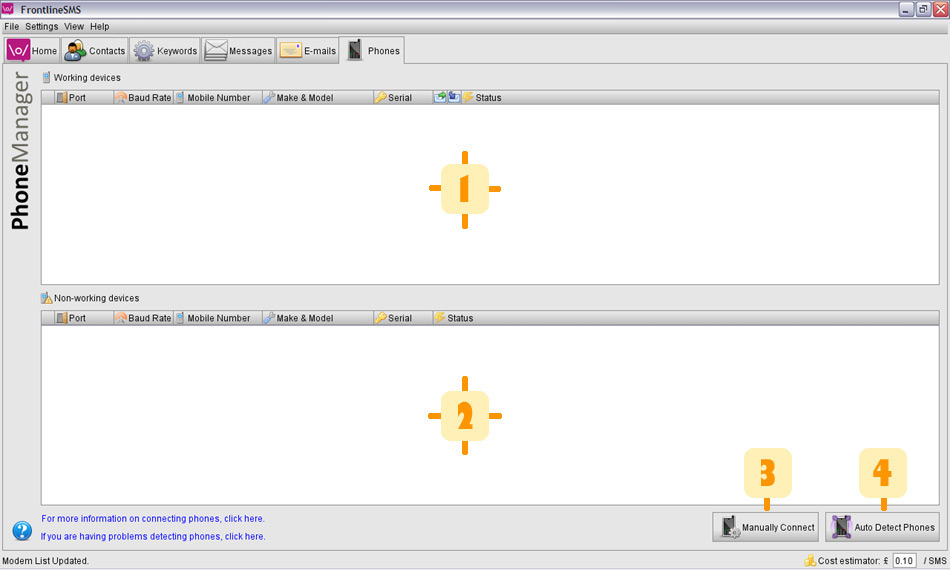 \o/ FrontlineSMS
File Settings View Help
\o/ Home Contacts Keywords Messages E-mails Phones
PhoneManager
Working devices
Port Baud Rate Mobile Number Make & Model Serial Status
1
Non-working devices
Port Baud Rate Mobile Number Make & Model Serial Status
2
3 4
For more information on connecting phones, click here.
Manually Connect Auto Detect Phones
If you are having problems detecting phones, click here.
Modem List Updated. Cost estimator: £ 0.10 / SMS